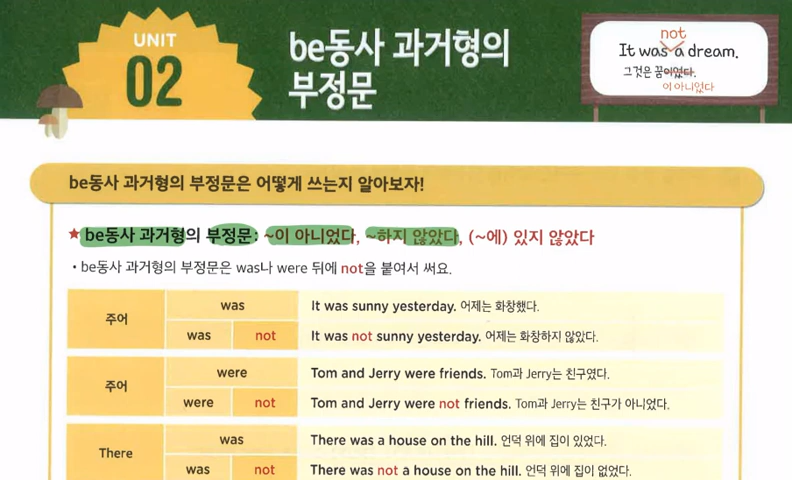 UNIT
02
be동사 과거형의
부정문
not
It was a dream.
그것은 꿈이었다.
이 아니었다
be동사 과거형의 부정문은 어떻게 쓰는지 알아보자!
★be동사 과거형의 부정문: ~이 아니었다, ~하지 않았다, (~에) 있지 않았다
• be동사 과거형의 부정문은 was나 were 뒤에 not을 붙여서 써요.
주어
was
It was sunny yesterday. 어제는 화창했다.
was not
It was not sunny yesterday. 어제는 화창하지 않았다.
주어
were
Tom and Jerry were friends. Tom과 Jerry는 친구였다.
were not
Tom and Jerry were not friends. Tom과 Jerry는 친구가 아니었다.
There
was
There was a house on the hill. 언덕 위에 집이 있었다.
was not
There was not a house on the hill. 언덕 위에 집이 없었다.